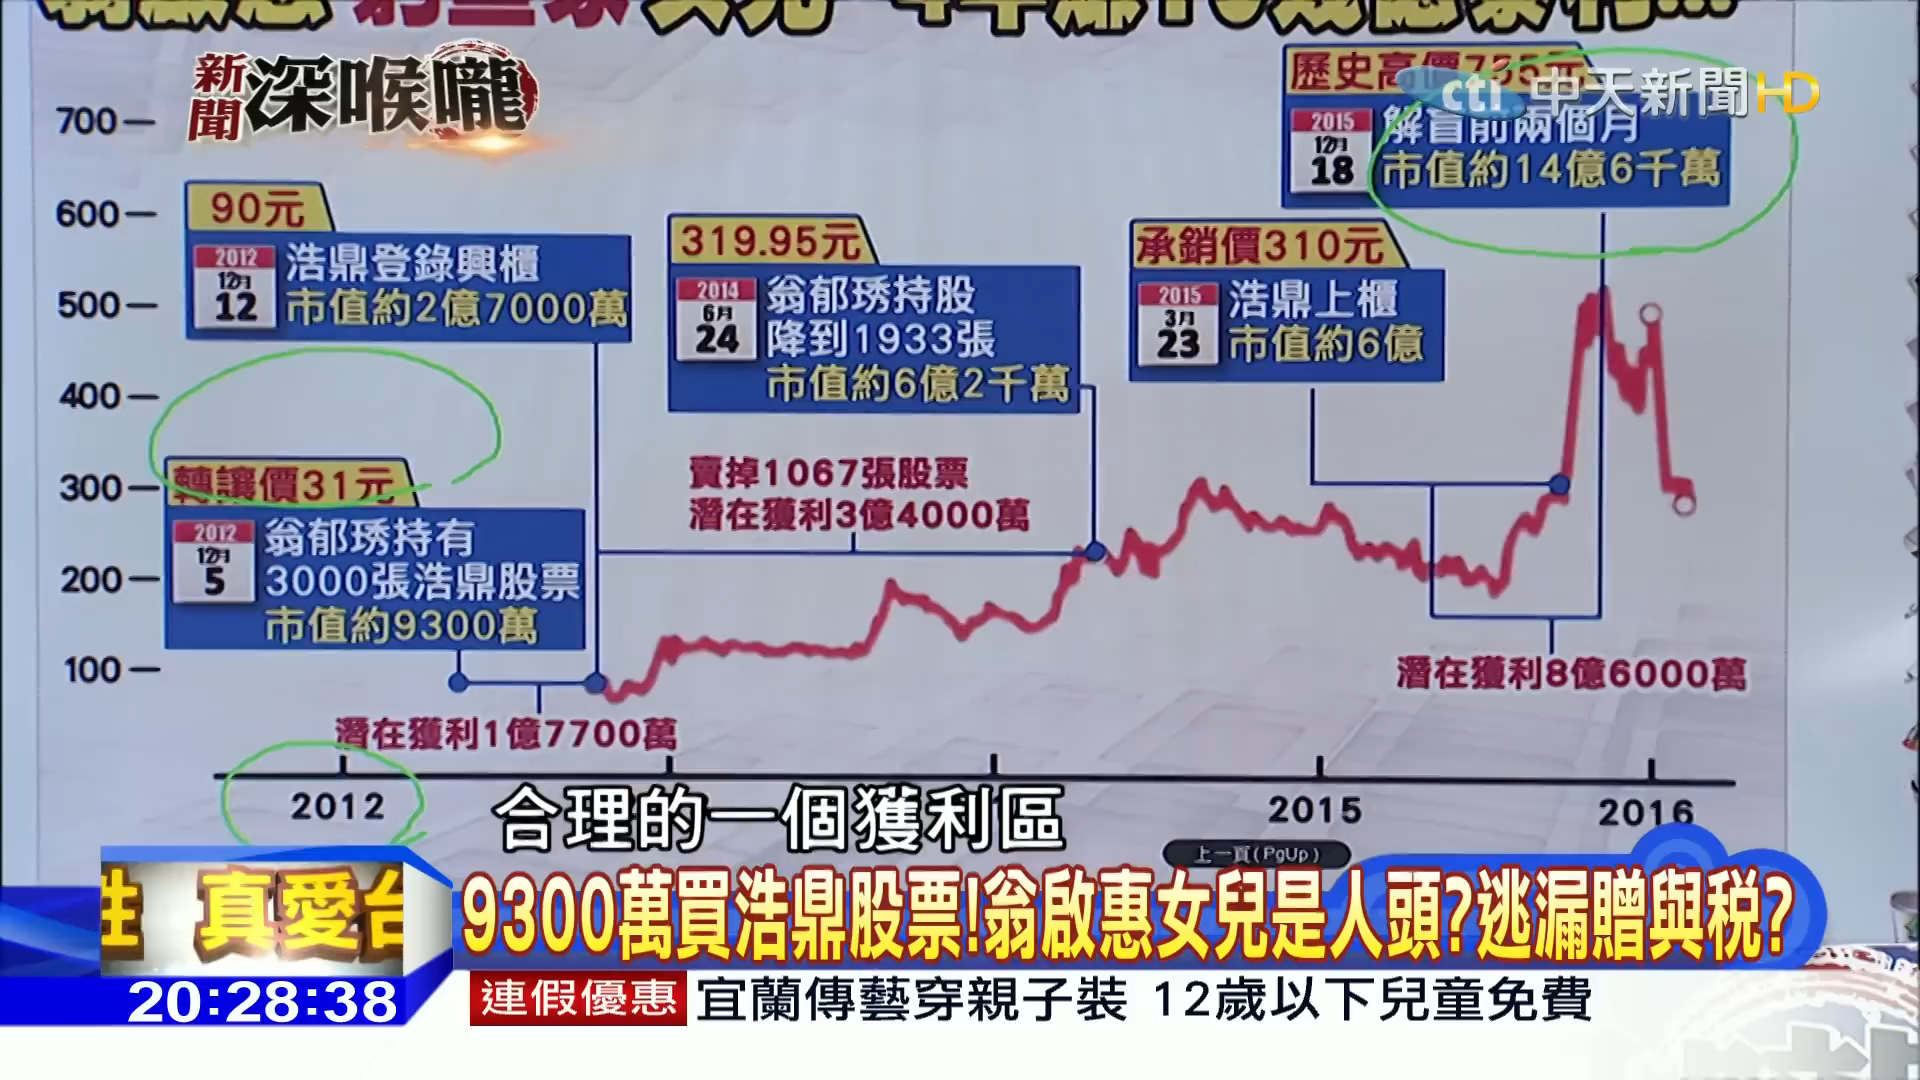 新聞深喉嚨
cti 中天新聞HD
700
600
500
400
300
200
100
90元
2012
12月
12
浩鼎登錄興櫃
市值約2億7000萬
轉讓價31元
2012
12月
5
翁郁琇持有
3000張浩鼎股票
市值約9300萬
潛在獲利1億7700萬
319.95元
2014
6月
24
翁郁琇持股
降到1933張
市值約6億2千萬
賣掉1067張股票
潛在獲利3億4000萬
承銷價310元
2015
3月
23
浩鼎上櫃
市值約6億
歷史高價755元
2015
12月
18
解盲前兩個月
市值約14億6千萬
潛在獲利8億6000萬
2012
2015
2016
合理的一個獲利區
上一頁(PgUp)
真愛台
9300萬買浩鼎股票!翁啟惠女兒是人頭?逃漏贈與稅?
20:28:38
連假優惠
宜蘭傳藝穿親子裝 12歲以下兒童免費